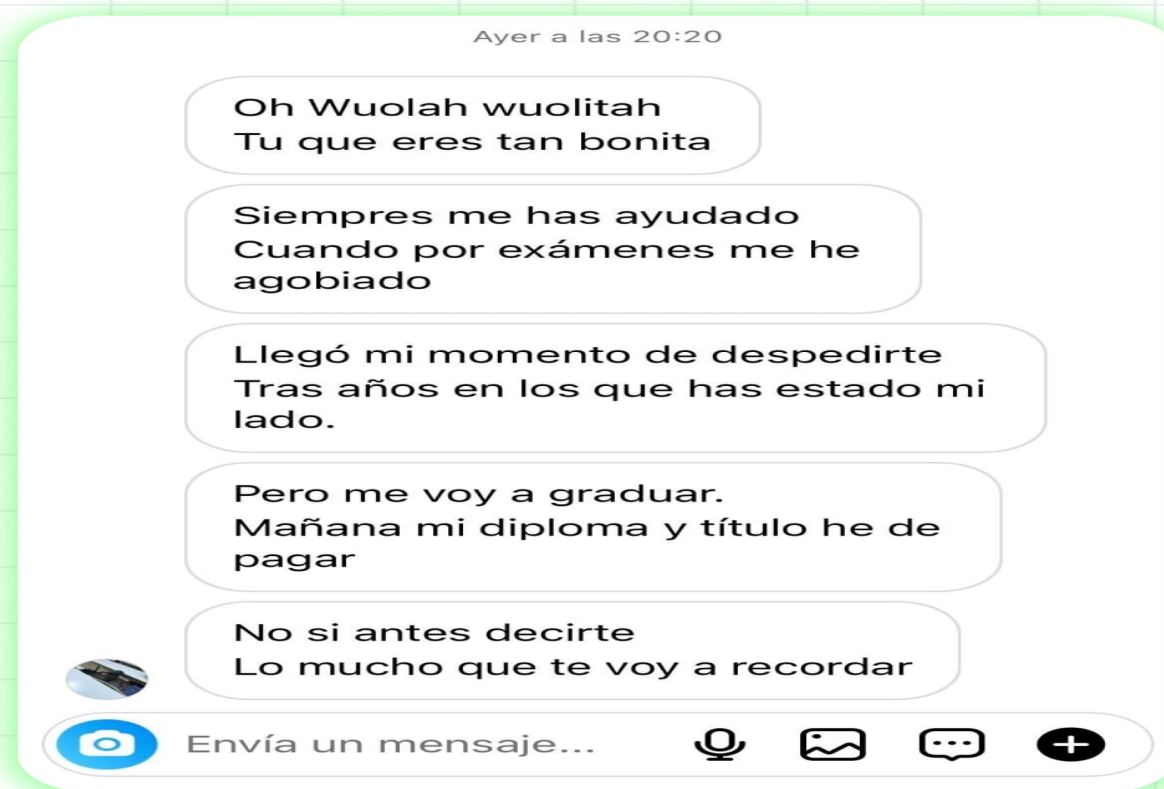 Ayer a las 20:20
Oh Wuolah wuolitah
Tu que eres tan bonita
Siempres me has ayudado
Cuando por exámenes me he
agobiado
Llegó mi momento de despedirte
Tras años en los que has estado mi
lado.
Pero me voy a graduar.
Mañana mi diploma y título he de
pagar
No si antes decirte
Lo mucho que te voy a recordar
Envía un mensaje...